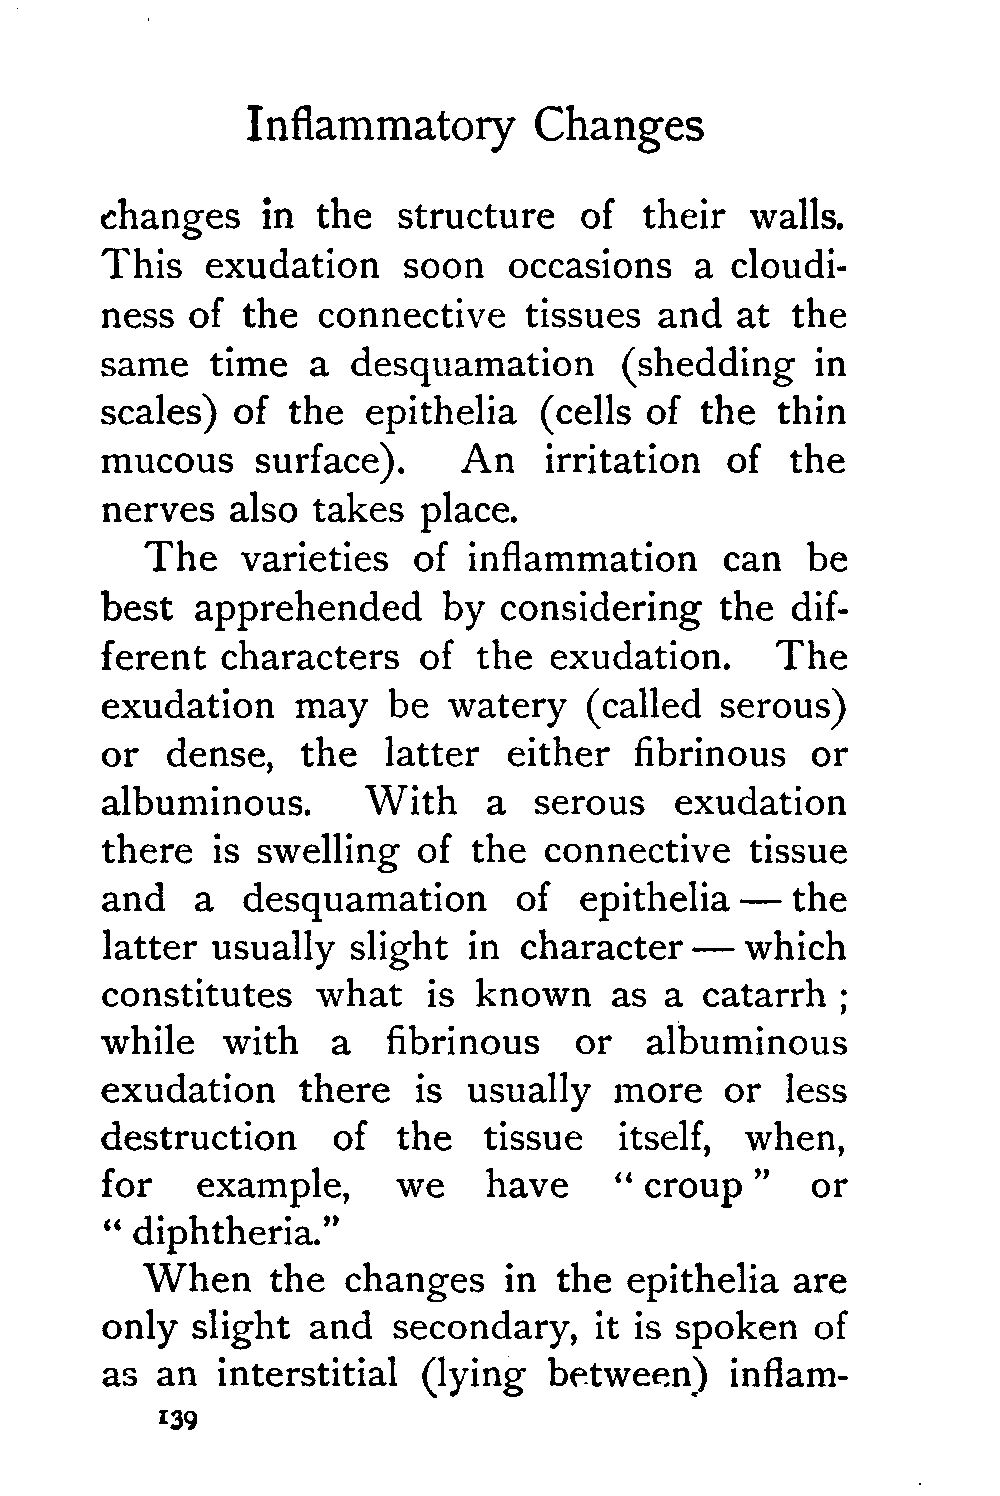 Inflammatory Changes
changes in the structure of their walls.
This exudation soon occasions a cloudi-
ness of the connective tissues and at the
same time a desquamation (shedding in
scales) of the epithelia (cells of the thin
mucous surface). An irritation of the
nerves also takes place.
The varieties of inflammation can be
best apprehended by considering the dif-
ferent characters of the exudation. The
exudation may be watery (called serous)
or dense, the latter either fibrinous or
albuminous. With a serous exudation
there is swelling of the connective tissue
and a desquamation of epithelia — the
latter usually slight in character — which
constitutes what is known as a catarrh ;
while with a fibrinous or albuminous
exudation there is usually more or less
destruction of the tissue itself, when,
for example, we have “ croup ” or
“ diphtheria.”
When the changes in the epithelia are
only slight and secondary, it is spoken of
as an interstitial (lying between) inflam-
139